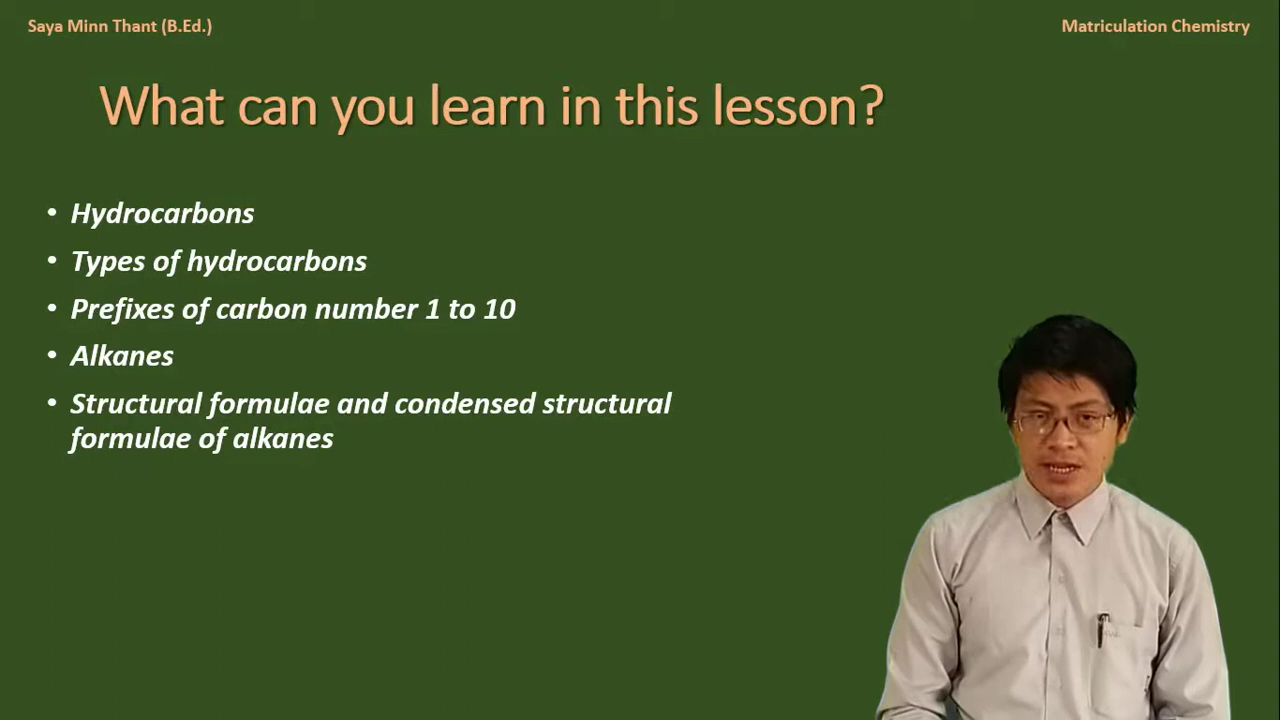 Saya Minn Thant (B.Ed.)
Matriculation Chemistry
What can you learn in this lesson?
• Hydrocarbons
• Types of hydrocarbons
• Prefixes of carbon number 1 to 10
• Alkanes
• Structural formulae and condensed structural
formulae of alkanes